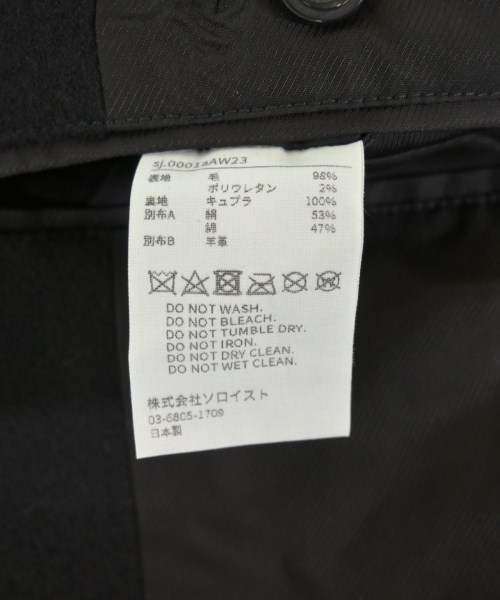 sj.0001aAW23
表地 毛 98%
ポリウレタン 2%
裏地 キュプラ 100%
別布A 絹 53%
綿 47%
別布B 羊革
DO NOT WASH.
DO NOT BLEACH.
DO NOT TUMBLE DRY.
DO NOT IRON.
DO NOT DRY CLEAN.
DO NOT WET CLEAN.
株式会社ソロイスト
03-6805-1709
日本製